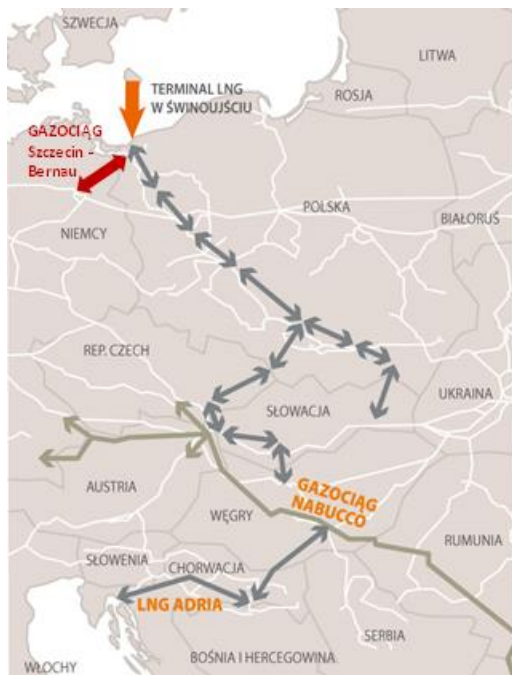 SZWECJA
LITWA
TERMINAL LNG
W ŚWINOUJŚCIU
ROSJA
GAZOCIĄG
Szczecin –
Bernau
POLSKA
BIAŁORUŚ
NIEMCY
REP. CZECH
UKRAINA
SŁOWACJA
AUSTRIA
GAZOCIĄG
NABUCCO
WĘGRY
RUMUNIA
SŁOWENIA
CHORWACJA
LNG ADRIA
SERBIA
BOŚNIA I HERCEGOWINA
WŁOCHY